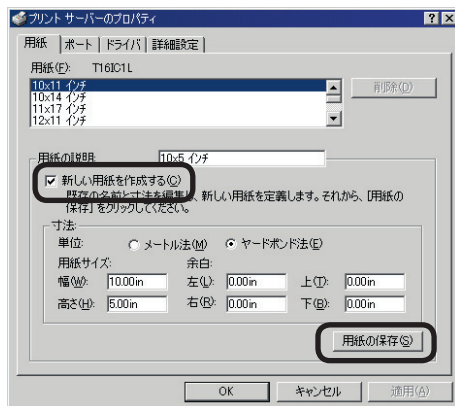 プリント サーバーのプロパティ
用紙 ポート ドライバ 詳細設定
用紙(F): T16IC1L
10x11 インチ
10x14 インチ
11x17 インチ
12x11 インチ
削除(D)
用紙の説明: 10x5 インチ
新しい用紙を作成する(C)
既存の名前と寸法を編集し、新しい用紙を定義します。それから、[用紙の
保存] をクリックしてください。
寸法:
単位: メートル法(M) ヤードポンド法(E)
用紙サイズ: 余白:
幅(W): 10.00in 左(L): 0.00in 上(T): 0.00in
高さ(H): 5.00in 右(R): 0.00in 下(B): 0.00in
用紙の保存(S)
OK キャンセル 適用(A)